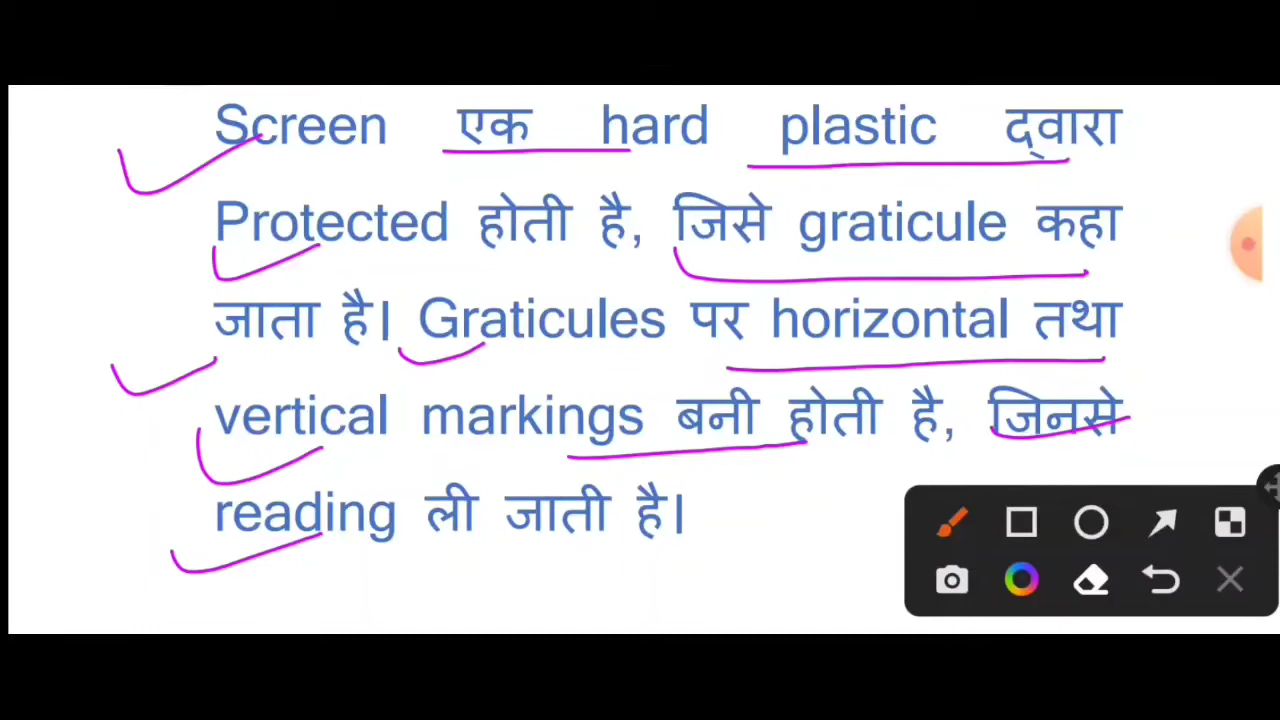 Screen एक hard plastic द्‌वारा
Protected होती है, जिसे graticule कहा
जाता है। Graticules पर horizontal तथा
vertical markings बनी होती है, जिनसे
reading ली जाती है।